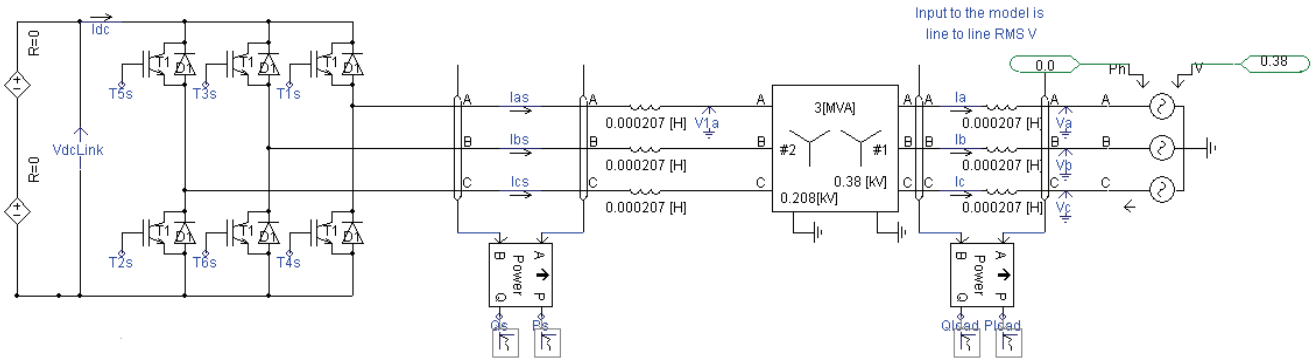 Input to the model is
line to line RMS V
Idc
R=0
R=0
VdcLink
T1
D1
T1
D1
T1
D1
T5s
T3s
T1s
T1
D1
T1
D1
T1
D1
T2s
T6s
T4s
A
Ias
A
0.000207 [H]
V1a
A
B
Ibs
B
0.000207 [H]
B
C
Ics
C
0.000207 [H]
C
3[MVA]
#2
#1
0.38 [kV]
0.208[kV]
A
A
Ia
A
0.000207 [H]
Va
A
B
B
Ib
B
0.000207 [H]
Vb
B
C
C
Ic
C
0.000207 [H]
Vc
C
0.0
Ph
V
0.38
B
A
Power
Q
P
Qs
Ps
B
A
Power
Q
P
Qload
Pload